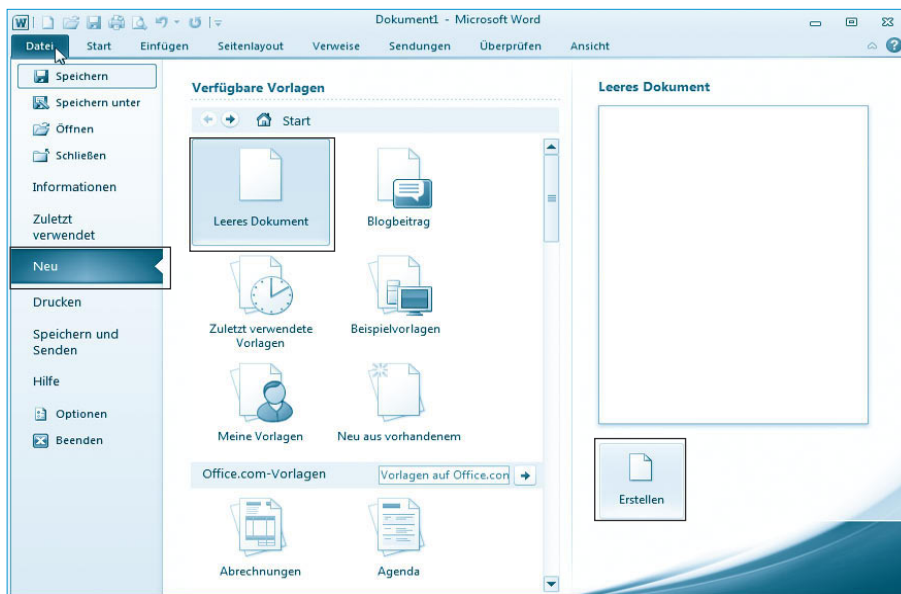 Dokument1 - Microsoft Word
Datei Start Einfügen Seitenlayout Verweise Sendungen Überprüfen Ansicht
Speichern
Speichern unter
Öffnen
Schließen
Informationen
Zuletzt
verwendet
Neu
Drucken
Speichern und
Senden
Hilfe
Optionen
Beenden
Verfügbare Vorlagen
Start
Leeres Dokument
Blogbeitrag
Zuletzt verwendete
Vorlagen
Beispielvorlagen
Meine Vorlagen
Neu aus vorhandenem
Office.com-Vorlagen
Vorlagen auf Office.con
Abrechnungen
Agenda
Leeres Dokument
Erstellen